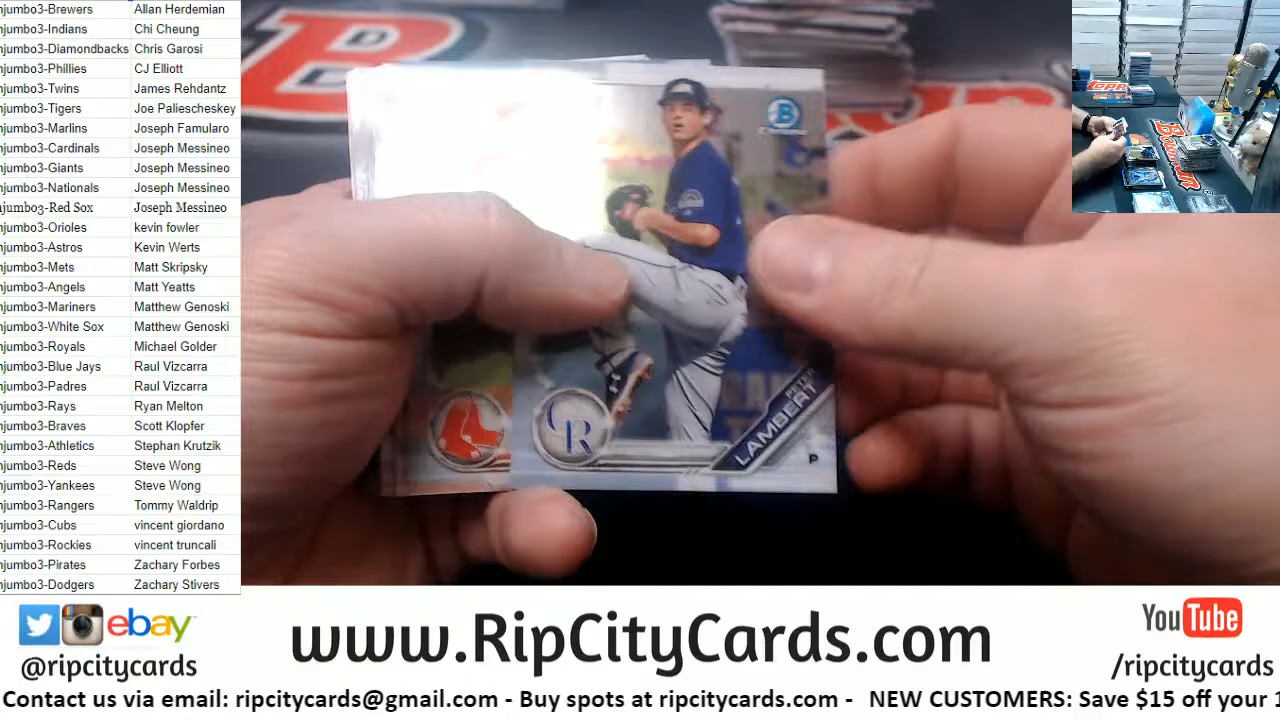 njumbo3-Brewers Allan Herdemian
njumbo3-Indians Chi Cheung
njumbo3-Diamondbacks Chris Garosi
njumbo3-Phillies CJ Elliott
njumbo3-Twins James Rehdantz
njumbo3-Tigers Joe Paliescheskey
njumbo3-Marlins Joseph Famularo
njumbo3-Cardinals Joseph Messineo
njumbo3-Giants Joseph Messineo
njumbo3-Nationals Joseph Messineo
njumbo3-Red Sox Joseph Messineo
njumbo3-Orioles kevin fowler
njumbo3-Astros Kevin Werts
njumbo3-Mets Matt Skripsky
njumbo3-Angels Matt Yeatts
njumbo3-Mariners Matthew Genoski
njumbo3-White Sox Matthew Genoski
njumbo3-Royals Michael Golder
njumbo3-Blue Jays Raul Vizcarra
njumbo3-Padres Raul Vizcarra
njumbo3-Rays Ryan Melton
njumbo3-Braves Scott Klopfer
njumbo3-Athletics Stephan Krutzik
njumbo3-Reds Steve Wong
njumbo3-Yankees Steve Wong
njumbo3-Rangers Tommy Waldrip
njumbo3-Cubs vincent giordano
njumbo3-Rockies vincent truncali
njumbo3-Pirates Zachary Forbes
njumbo3-Dodgers Zachary Stivers
B
CHROME
CR
PETER
LAMBERT
P
TOPPS
BOWMAN
ebay
@ripcitycards
www.RipCityCards.com
YouTube
/ripcitycards
Contact us via email: ripcitycards@gmail.com - Buy spots at ripcitycards.com - NEW CUSTOMERS: Save $15 off your 1